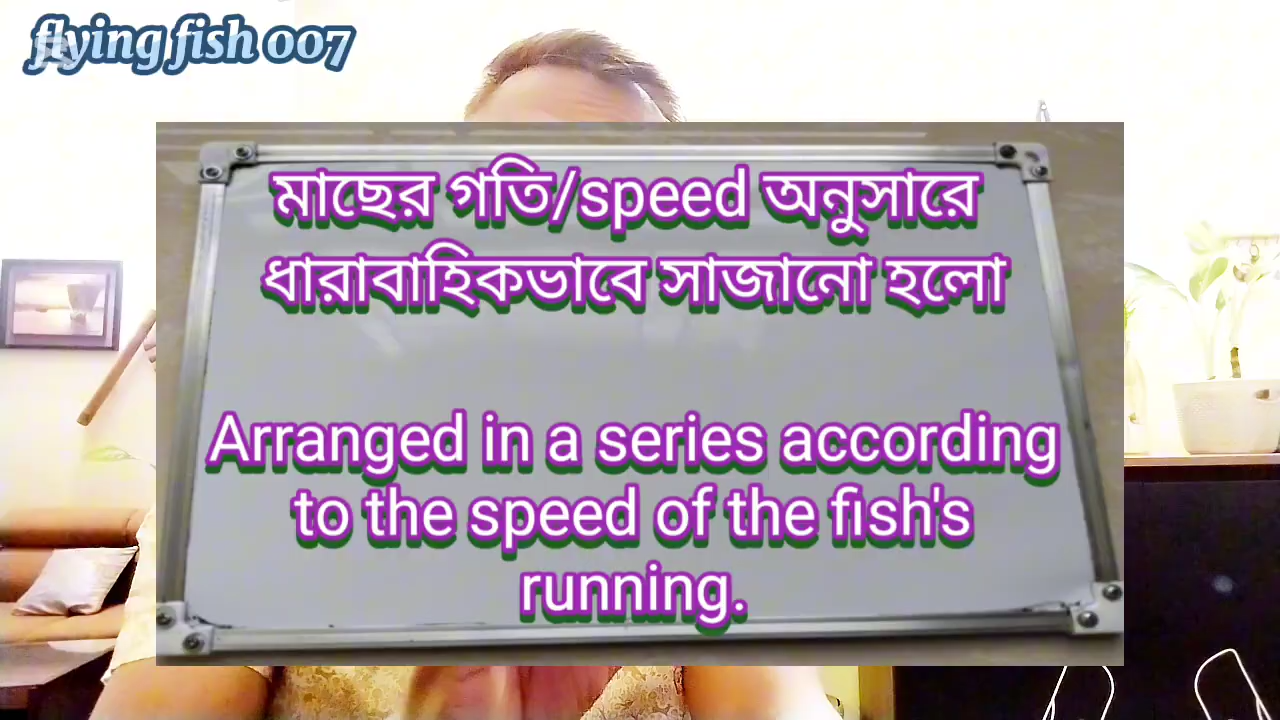 flying fish 007
মাছের গতি/speed অনুসারে
ধারাবাহিকভাবে সাজানো হলো
Arranged in a series according
to the speed of the fish's
running.